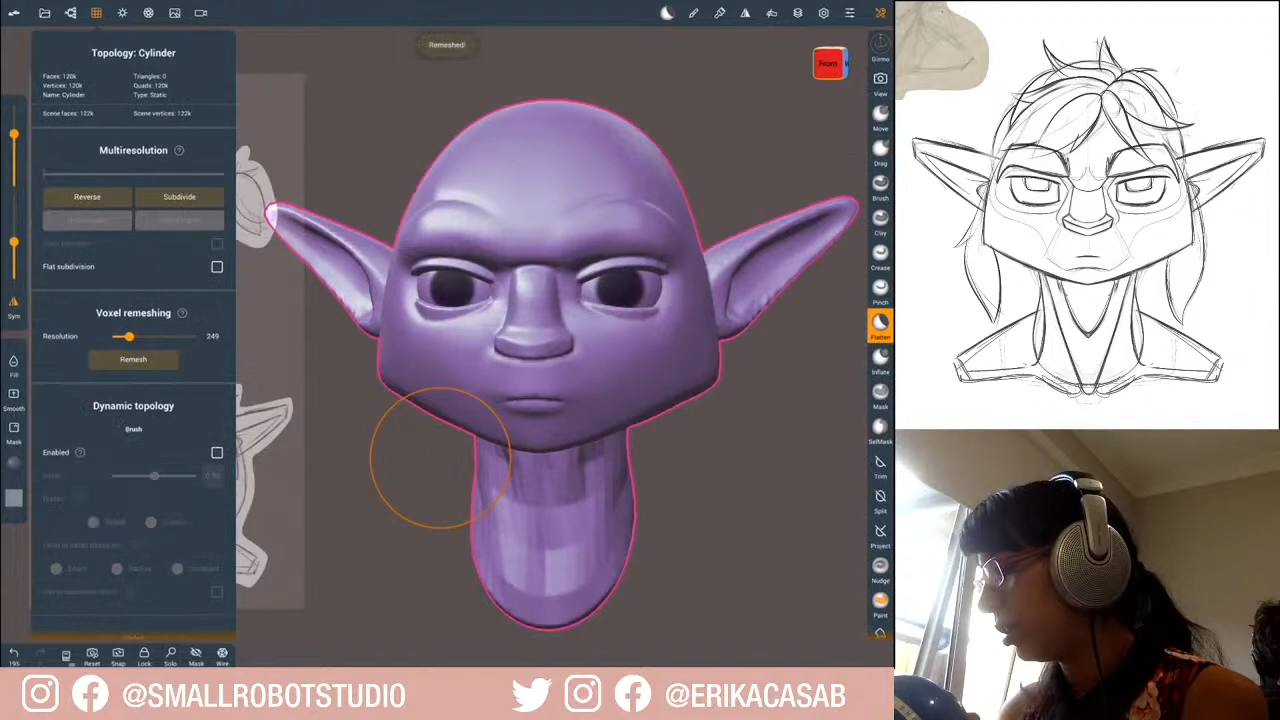 Topology: Cylinder
Faces: 120k
Triangles: 0
Vertices: 120k
Quads: 120k
Name: Cylinder
Type: Static
Scene faces: 122k
Scene vertices: 122k
Multiresolution ?
Reverse
Subdivide
Flat subdivision
Voxel remeshing ?
Resolution
249
Remesh
Dynamic topology
Brush
Enabled ?
Sym
Fill
Smooth
Mask
Remeshed!
Front
Gizmo
View
Move
Drag
Brush
Clay
Crease
Pinch
Flatten
Inflate
Mask
SelMask
Trim
Split
Project
Nudge
Paint
195
Reset
Snap
Lock
Solo
Mask
Wire
@SMALLROBOTSTUDIO
@ERIKACASAB